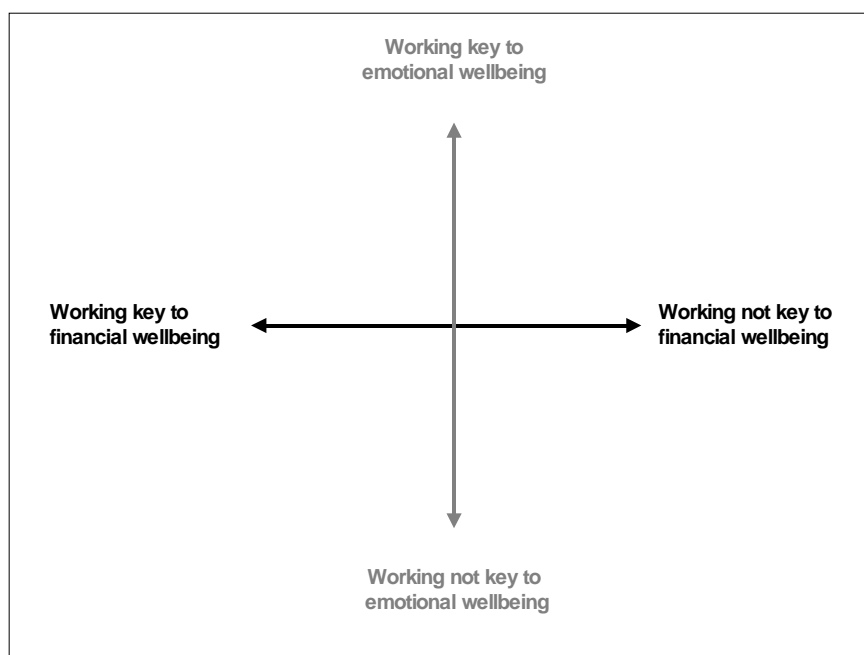 Working key to
emotional wellbeing
Working key to
financial wellbeing
Working not key to
financial wellbeing
Working not key to
emotional wellbeing